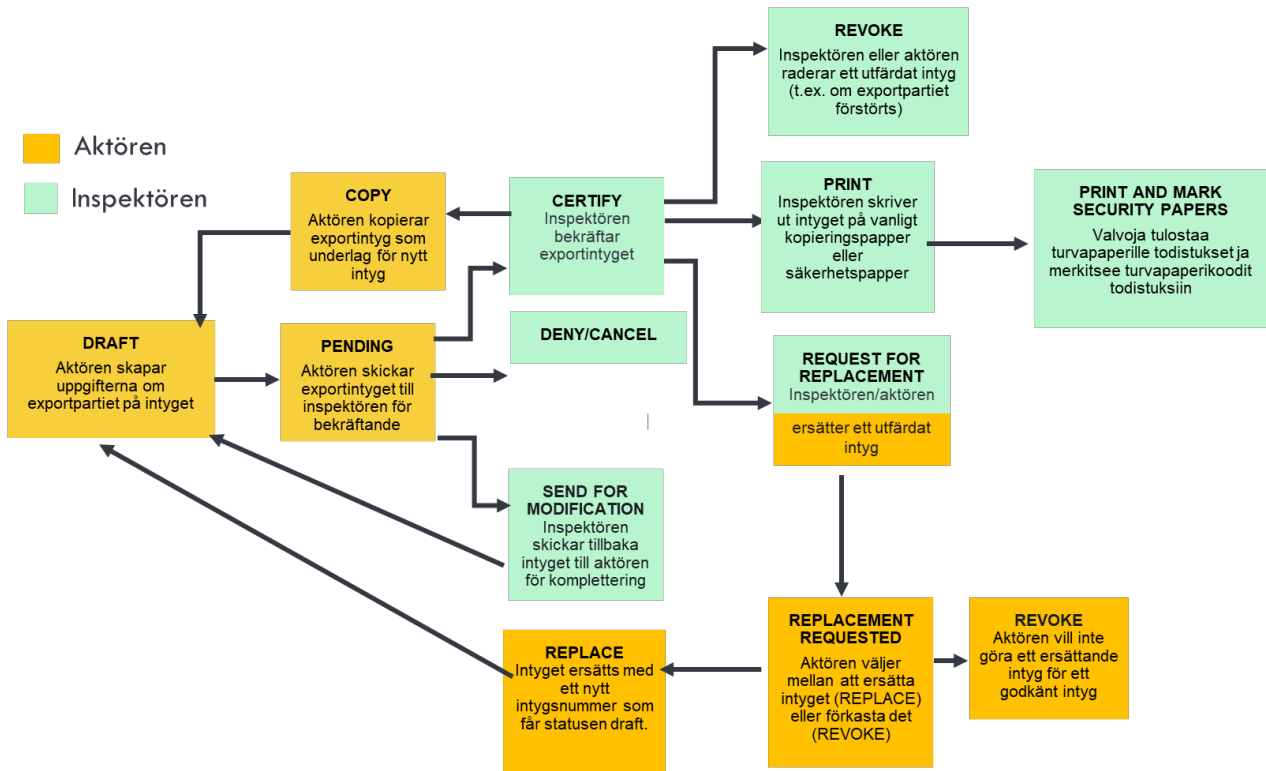 Aktören
Inspektören
REVOKE
Inspektören eller aktören
raderar ett utfärdat intyg
(t.ex. om exportpartiet
förstörts)
COPY
Aktören kopierar
exportintyg som
underlag för nytt
intyg
CERTIFY
Inspektören
bekräftar
exportintyget
PRINT
Inspektören skriver
ut intyget på vanligt
kopieringspapper
eller
säkerhetspapper
PRINT AND MARK
SECURITY PAPERS
Valvoja tulostaa
turvapaperille todistukset ja
merkitsee turvapaperikoodit
todistuksiin
DRAFT
Aktören skapar
uppgifterna om
exportpartiet på intyget
PENDING
Aktören skickar
exportintyget till
inspektören för
bekräftande
DENY/CANCEL
REQUEST FOR
REPLACEMENT
Inspektören/aktören
ersätter ett utfärdat
intyg
SEND FOR
MODIFICATION
Inspektören
skickar tillbaka
intyget till aktören
för komplettering
REPLACE
Intyget ersätts med
ett nytt
intygsnummer som
får statusen draft.
REPLACEMENT
REQUESTED
Aktören väljer
mellan att ersätta
intyget (REPLACE)
eller förkasta det
(REVOKE)
REVOKE
Aktören vill inte
göra ett ersättande
intyg för ett
godkänt intyg